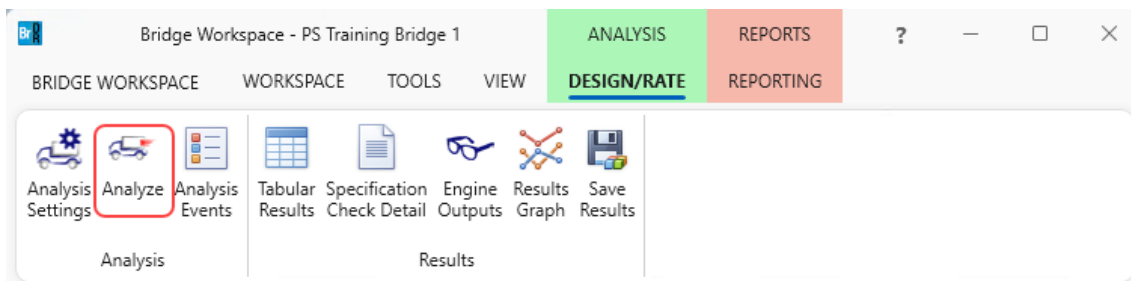 Br DR Bridge Workspace - PS Training Bridge 1 ANALYSIS REPORTS ?
BRIDGE WORKSPACE WORKSPACE TOOLS VIEW DESIGN/RATE REPORTING
Analysis Settings
Analyze
Analysis Events
Tabular Results
Specification Check Detail
Engine Outputs
Results Graph
Save Results
Analysis
Results